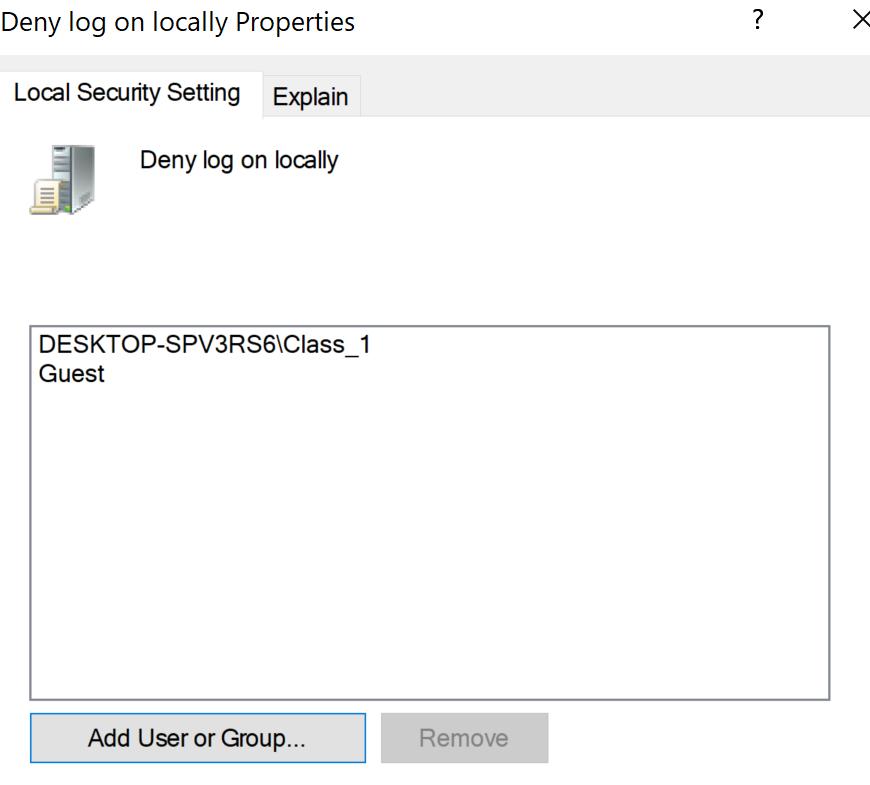 Deny log on locally Properties
?
Local Security Setting
Explain
Deny log on locally
DESKTOP-SPV3RS6\Class_1
Guest
Add User or Group...
Remove